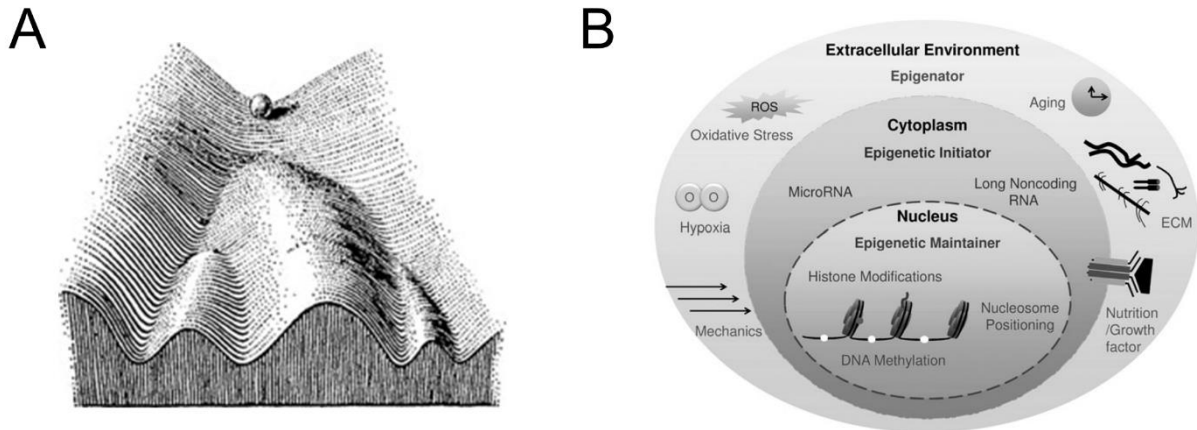 A
B
Extracellular Environment
Epigenator
ROS
Oxidative Stress
Aging
Cytoplasm
Epigenetic Initiator
MicroRNA
Long Noncoding
RNA
O O
Hypoxia
ECM
Nucleus
Epigenetic Maintainer
Histone Modifications
Nucleosome
Positioning
Mechanics
DNA Methylation
Nutrition
/Growth
factor